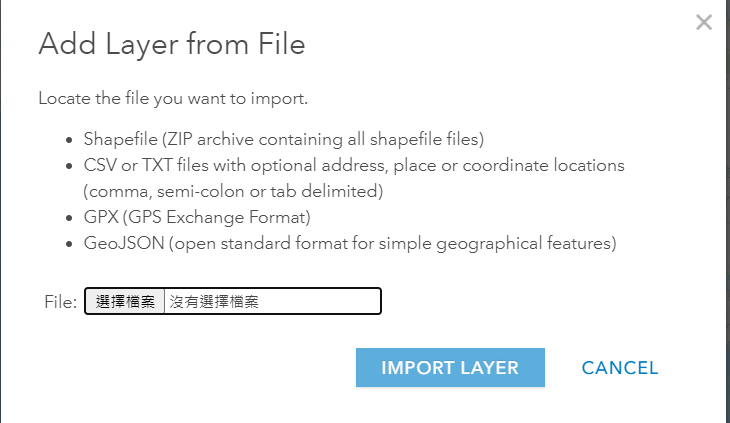 Add Layer from File
Locate the file you want to import.
• Shapefile (ZIP archive containing all shapefile files)
• CSV or TXT files with optional address, place or coordinate locations
(comma, semi-colon or tab delimited)
• GPX (GPS Exchange Format)
• GeoJSON (open standard format for simple geographical features)
File: 選擇檔案 沒有選擇檔案
IMPORT LAYER CANCEL